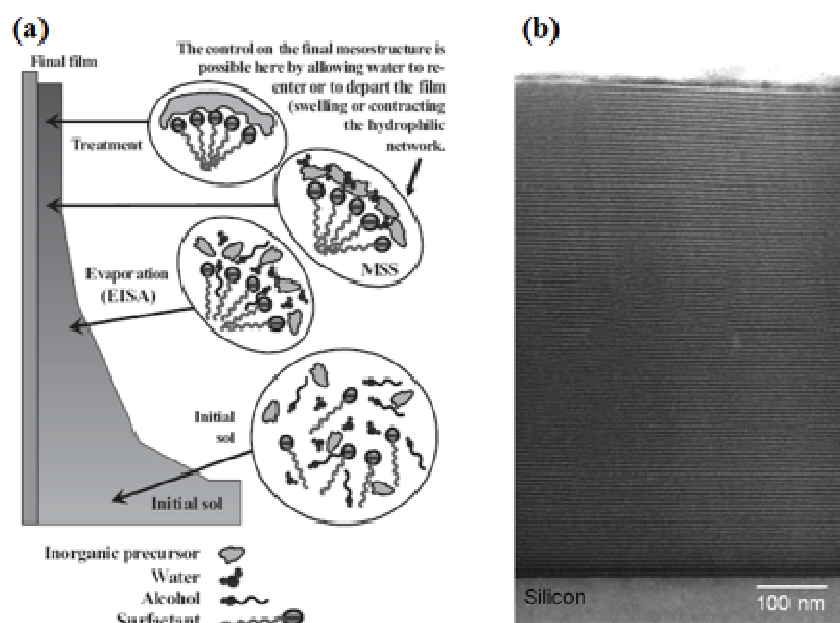 (a)
Final film
The control on the final mesostructure is
possible here by allowing water to re-
enter or to depart the film
(swelling or contracting
the hydrophilic
network.
Treatment
MSS
Evaporation
(EISA)
Initial
sol
Initial sol
Inorganic precursor
Water
Alcohol
Surfactant
(b)
Silicon
100 nm